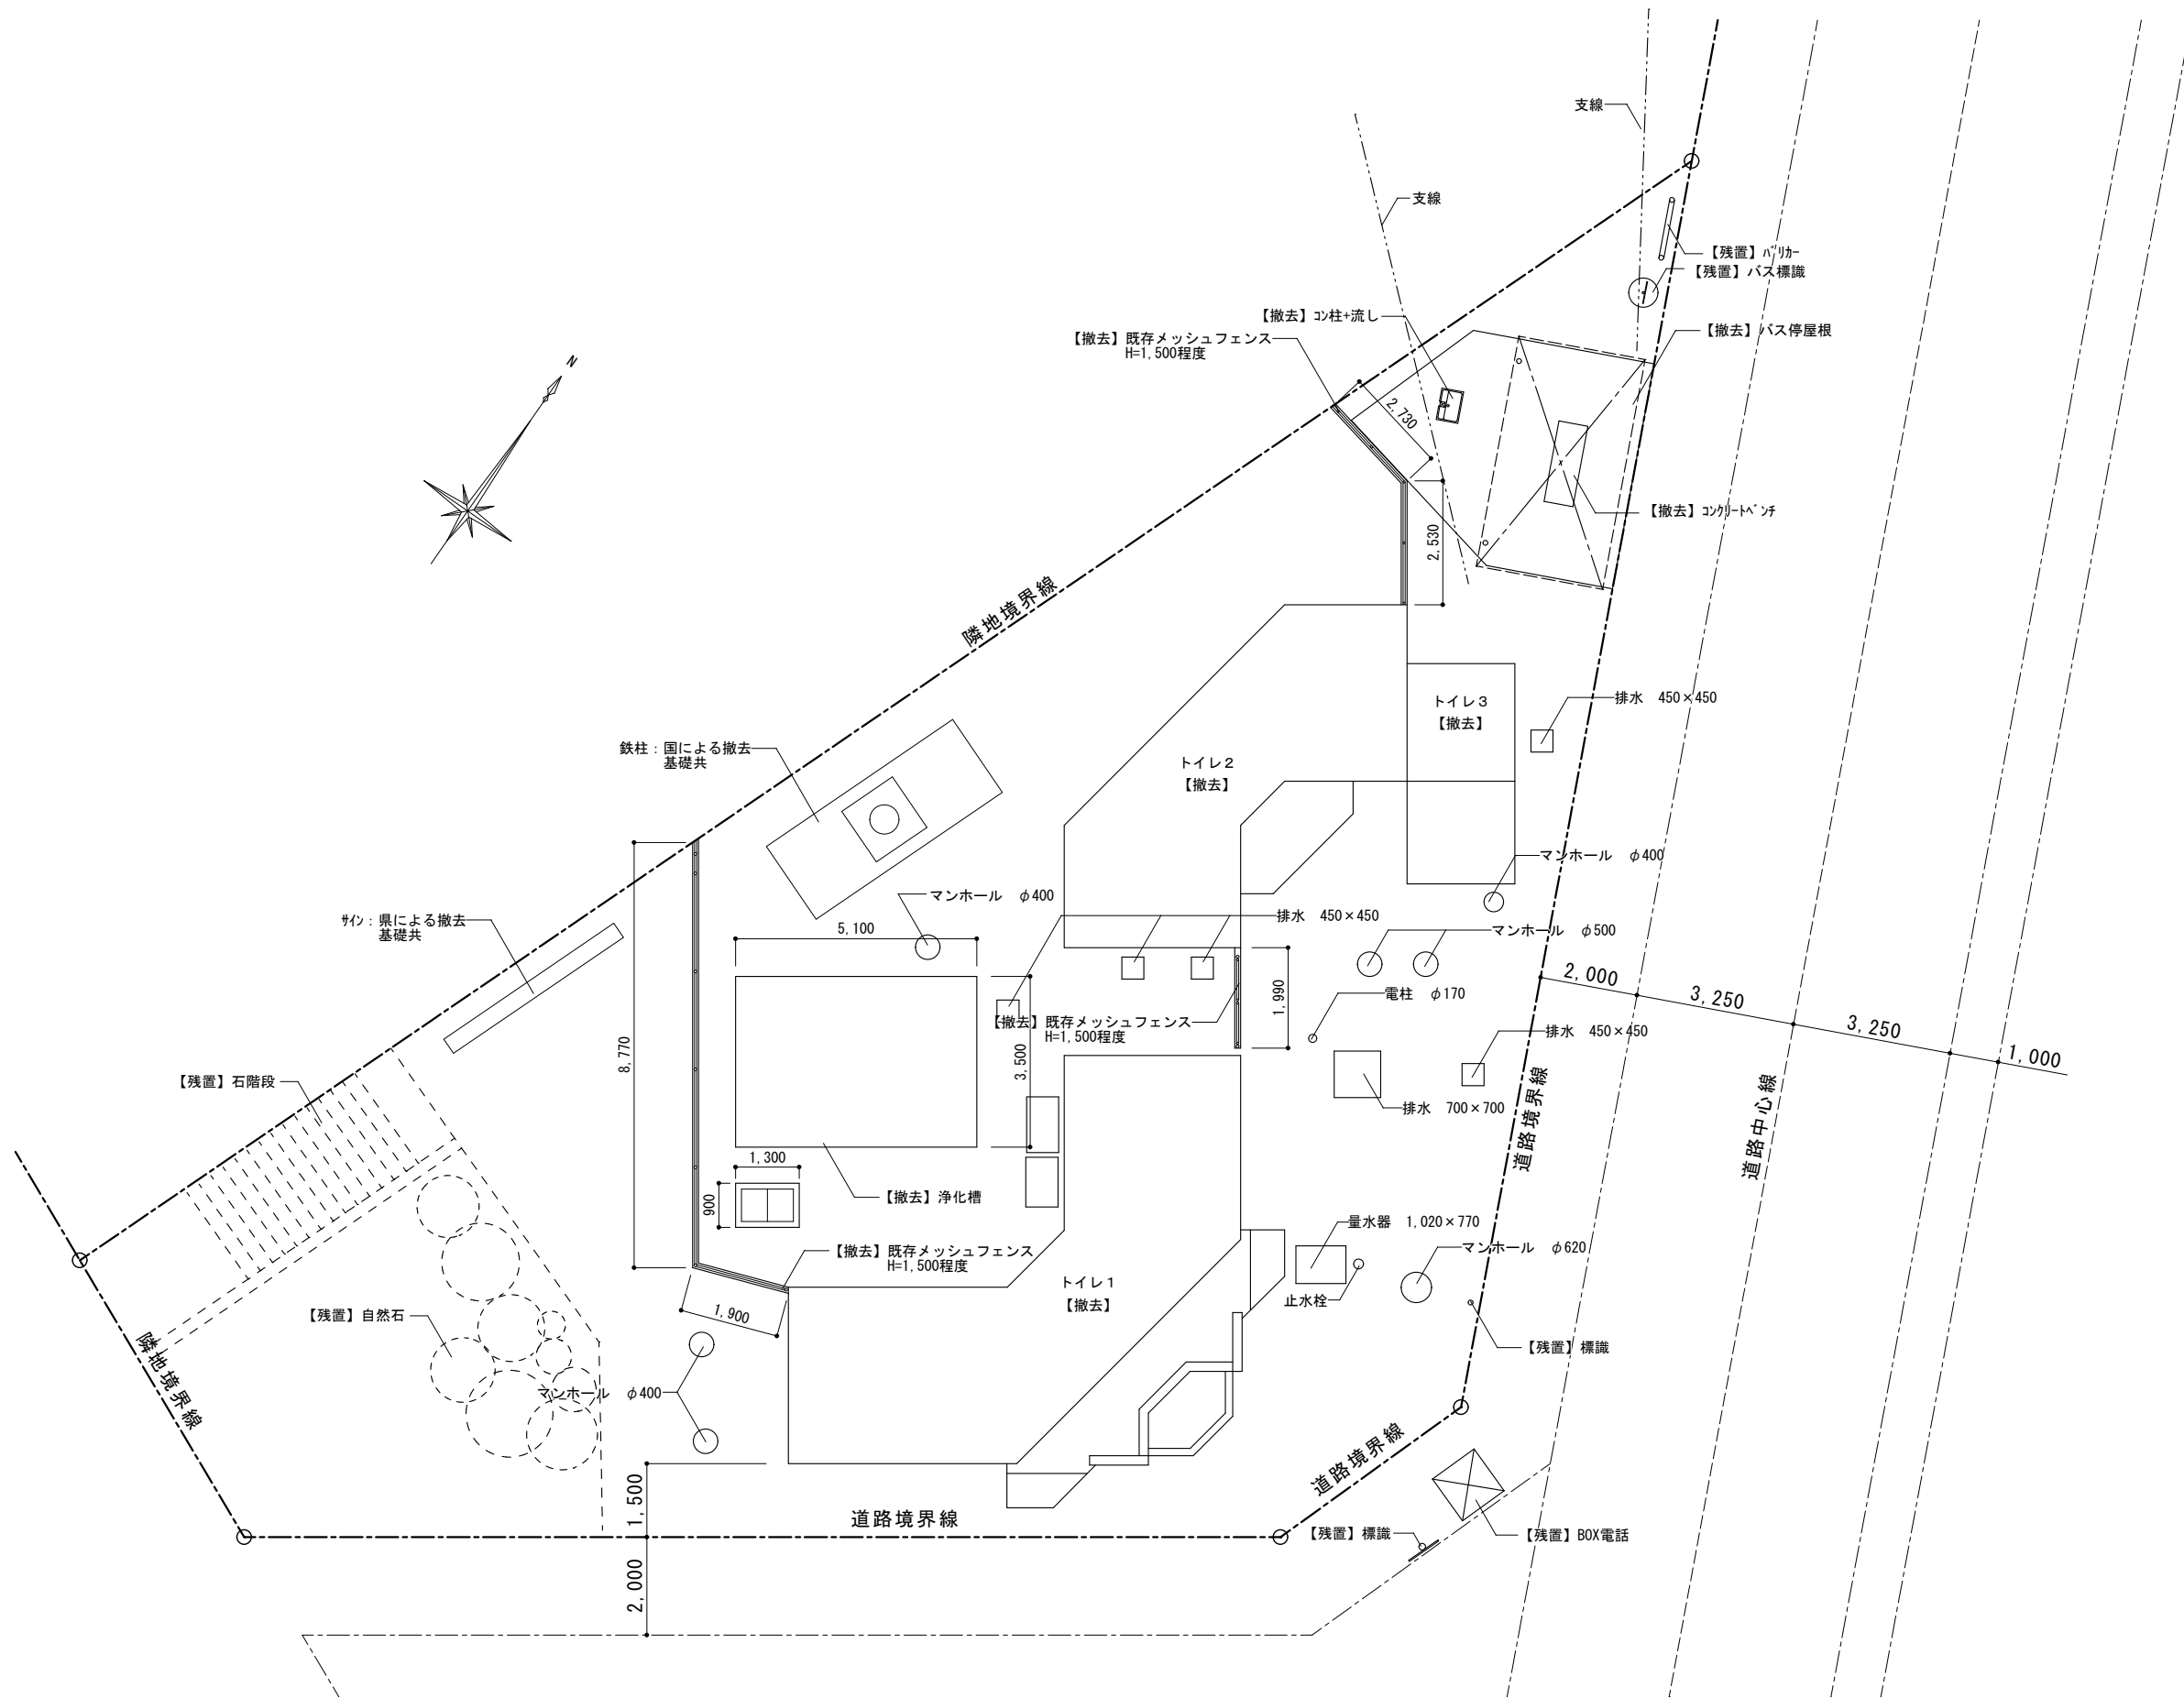 支線
支線
【残置】バリカー
【残置】バス標識
【撤去】コン柱+流し
【撤去】既存メッシュフェンス
H=1,500程度
【撤去】バス停屋根
N
2,730
【撤去】コンクリートベンチ
2,530
隣地境界線
トイレ3
【撤去】
排水 450×450
鉄柱：国による撤去
基礎共
トイレ2
【撤去】
マンホール φ400
マンホール φ400
サイン：県による撤去
基礎共
排水 450×450
5,100
マンホール φ500
2,000
3,250
3,250
1,000
電柱 φ170
1,990
【撤去】既存メッシュフェンス
H=1,500程度
排水 450×450
8,770
3,500
【残置】石階段
排水 700×700
道路境界線
道路中心線
1,300
900
【撤去】浄化槽
量水器 1,020×770
マンホール φ620
【撤去】既存メッシュフェンス
H=1,500程度
トイレ1
【撤去】
止水栓
1,900
【残置】自然石
【残置】標識
隣地境界線
マンホール φ400
道路境界線
1,500
道路境界線
【残置】標識
【残置】BOX電話
2,000